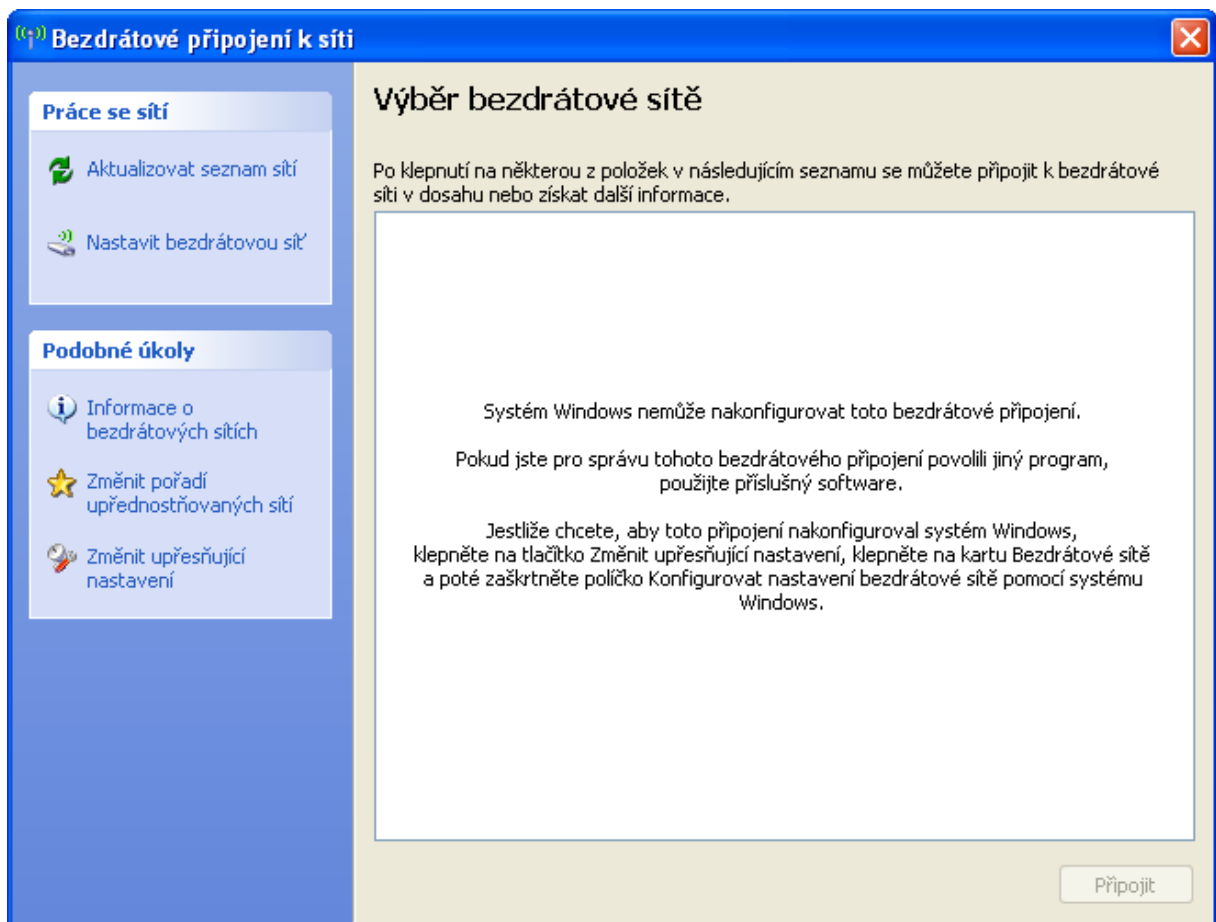 Bezdrátové připojení k síti
Práce se sítí
Aktualizovat seznam sítí
Nastavit bezdrátovou síť
Podobné úkoly
Informace o
bezdrátových sítích
Změnit pořadí
upřednostňovaných sítí
Změnit upřesňující
nastavení
Výběr bezdrátové sítě
Po klepnutí na některou z položek v následujícím seznamu se můžete připojit k bezdrátové
síti v dosahu nebo získat další informace.
Systém Windows nemůže nakonfigurovat toto bezdrátové připojení.
Pokud jste pro správu tohoto bezdrátového připojení povolili jiný program,
použijte příslušný software.
Jestliže chcete, aby toto připojení nakonfiguroval systém Windows,
klepněte na tlačítko Změnit upřesňující nastavení, klepněte na kartu Bezdrátové sítě
a poté zaškrtněte políčko Konfigurovat nastavení bezdrátové sítě pomocí systému
Windows.
Připojit